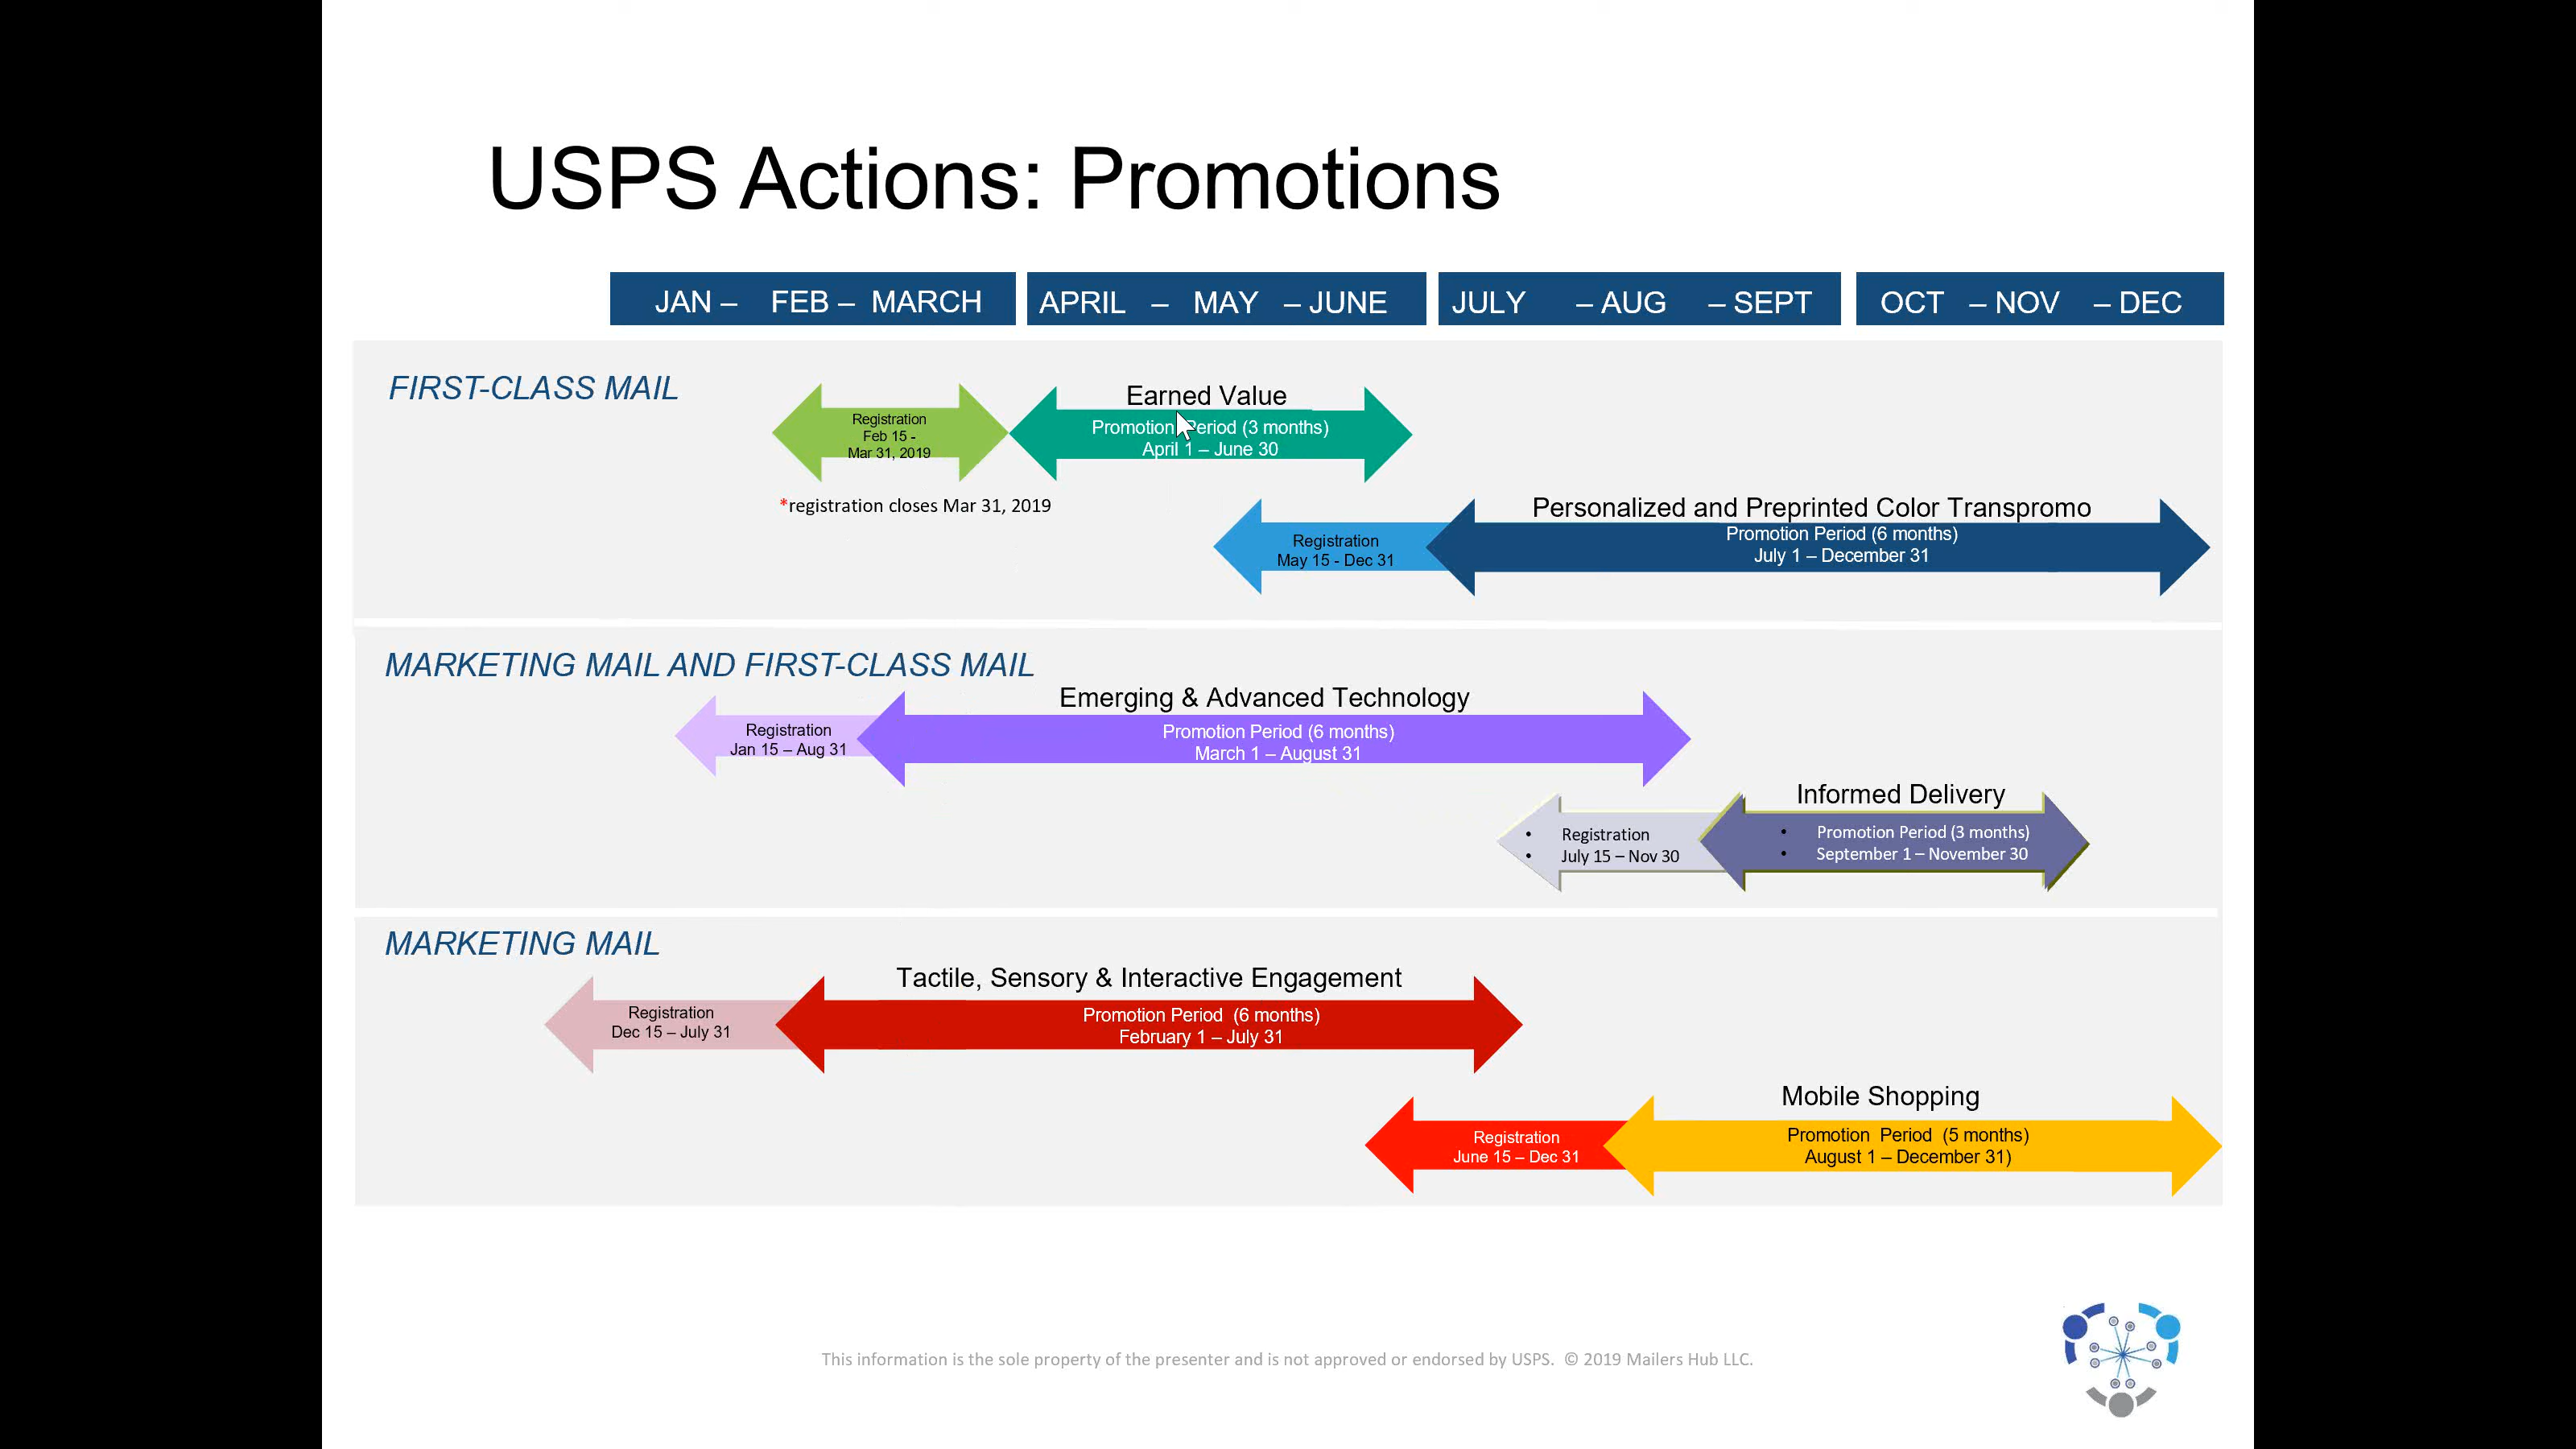 USPS Actions: Promotions
JAN – FEB – MARCH APRIL – MAY – JUNE JULY – AUG – SEPT OCT – NOV – DEC
FIRST-CLASS MAIL
Earned Value
Registration
Feb 15 -
Mar 31, 2019
Promotion Period (3 months)
April 1 – June 30
*registration closes Mar 31, 2019
Personalized and Preprinted Color Transpromo
Registration
May 15 - Dec 31
Promotion Period (6 months)
July 1 – December 31
MARKETING MAIL AND FIRST-CLASS MAIL
Emerging & Advanced Technology
Registration
Jan 15 – Aug 31
Promotion Period (6 months)
March 1 – August 31
Informed Delivery
• Registration
• July 15 – Nov 30
• Promotion Period (3 months)
• September 1 – November 30
MARKETING MAIL
Tactile, Sensory & Interactive Engagement
Registration
Dec 15 – July 31
Promotion Period (6 months)
February 1 – July 31
Mobile Shopping
Registration
June 15 – Dec 31
Promotion Period (5 months)
August 1 – December 31)
This information is the sole property of the presenter and is not approved or endorsed by USPS. © 2019 Mailers Hub LLC.